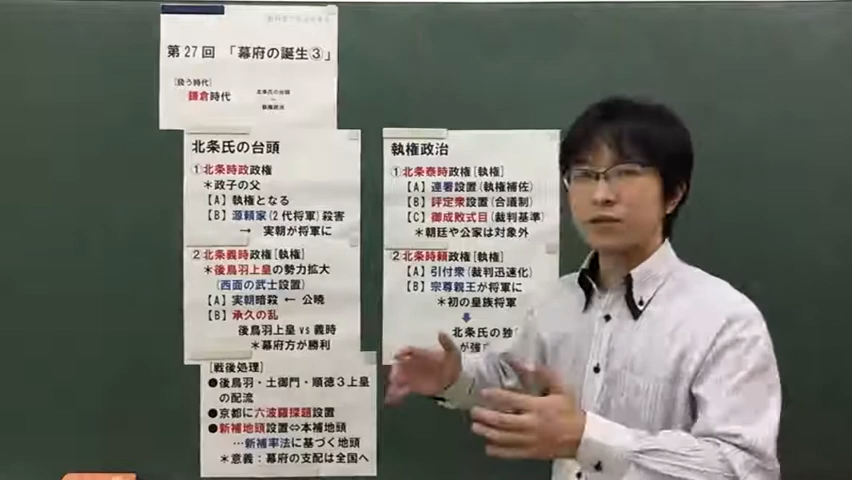 第27回 「幕府の誕生③」
[扱う時代]
鎌倉時代
北条氏の台頭
～
執権政治
北条氏の台頭
①北条時政政権
＊政子の父
【A】執権となる
【B】源頼家(2代将軍)殺害
→ 実朝が将軍に
2 北条義時政権[執権]
＊後鳥羽上皇の勢力拡大
(西面の武士設置)
【A】実朝暗殺 ← 公暁
【B】承久の乱
後鳥羽上皇 vs 義時
＊幕府方が勝利
[戦後処理]
●後鳥羽・土御門・順徳3上皇
の配流
●京都に六波羅探題設置
●新補地頭設置⇔本補地頭
…新補率法に基づく地頭
＊意義：幕府の支配は全国へ
執権政治
①北条泰時政権[執権]
【A】連署設置(執権補佐)
【B】評定衆設置(合議制)
【C】御成敗式目(裁判基準)
＊朝廷や公家は対象外
2 北条時頼政権[執権]
【A】引付衆(裁判迅速化)
【B】宗尊親王が将軍に
＊初の皇族将軍
↓
北条氏の独
が強